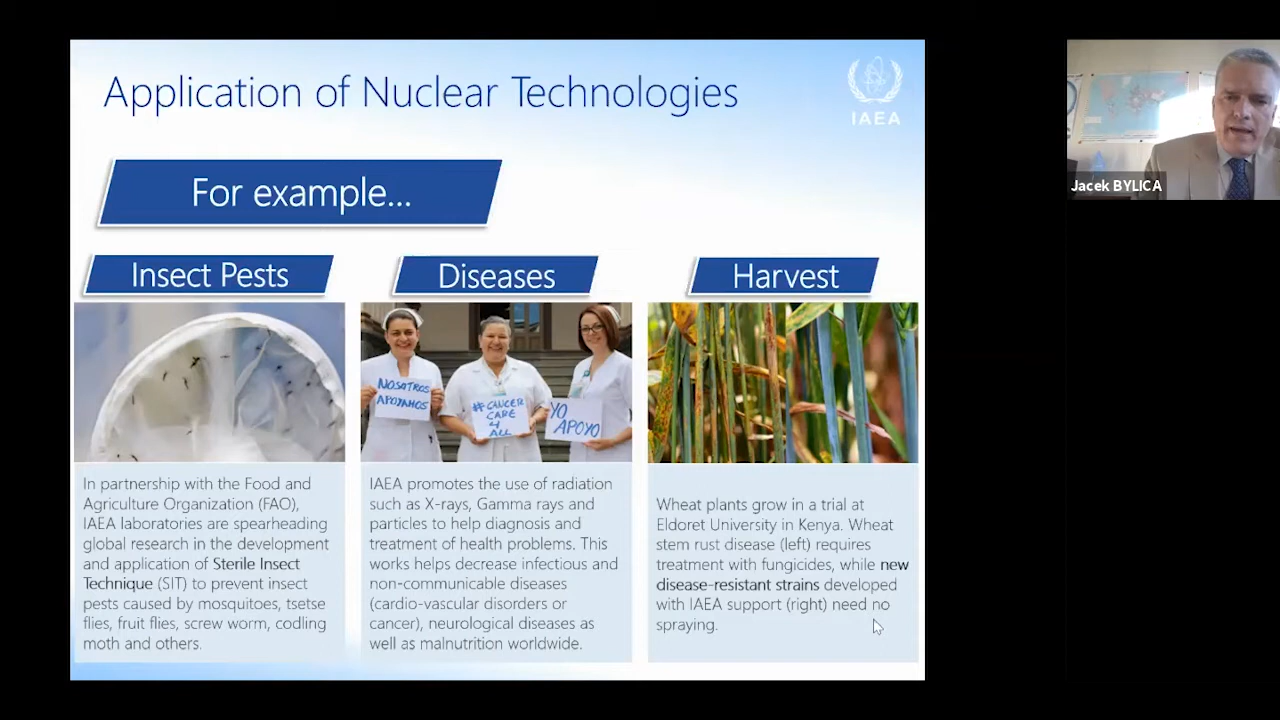 Application of Nuclear Technologies
IAEA
For example...
Insect Pests
Diseases
Harvest
NOSOTROS
APOYAMOS
#CANCER
CARE
4
ALL
YO
APOYO
In partnership with the Food and
Agriculture Organization (FAO),
IAEA laboratories are spearheading
global research in the development
and application of Sterile Insect
Technique (SIT) to prevent insect
pests caused by mosquitoes, tsetse
flies, fruit flies, screw worm, codling
moth and others.
IAEA promotes the use of radiation
such as X-rays, Gamma rays and
particles to help diagnosis and
treatment of health problems. This
works helps decrease infectious and
non-communicable diseases
(cardio-vascular disorders or
cancer), neurological diseases as
well as malnutrition worldwide.
Wheat plants grow in a trial at
Eldoret University in Kenya. Wheat
stem rust disease (left) requires
treatment with fungicides, while new
disease-resistant strains developed
with IAEA support (right) need no
spraying.
Jacek BYLICA